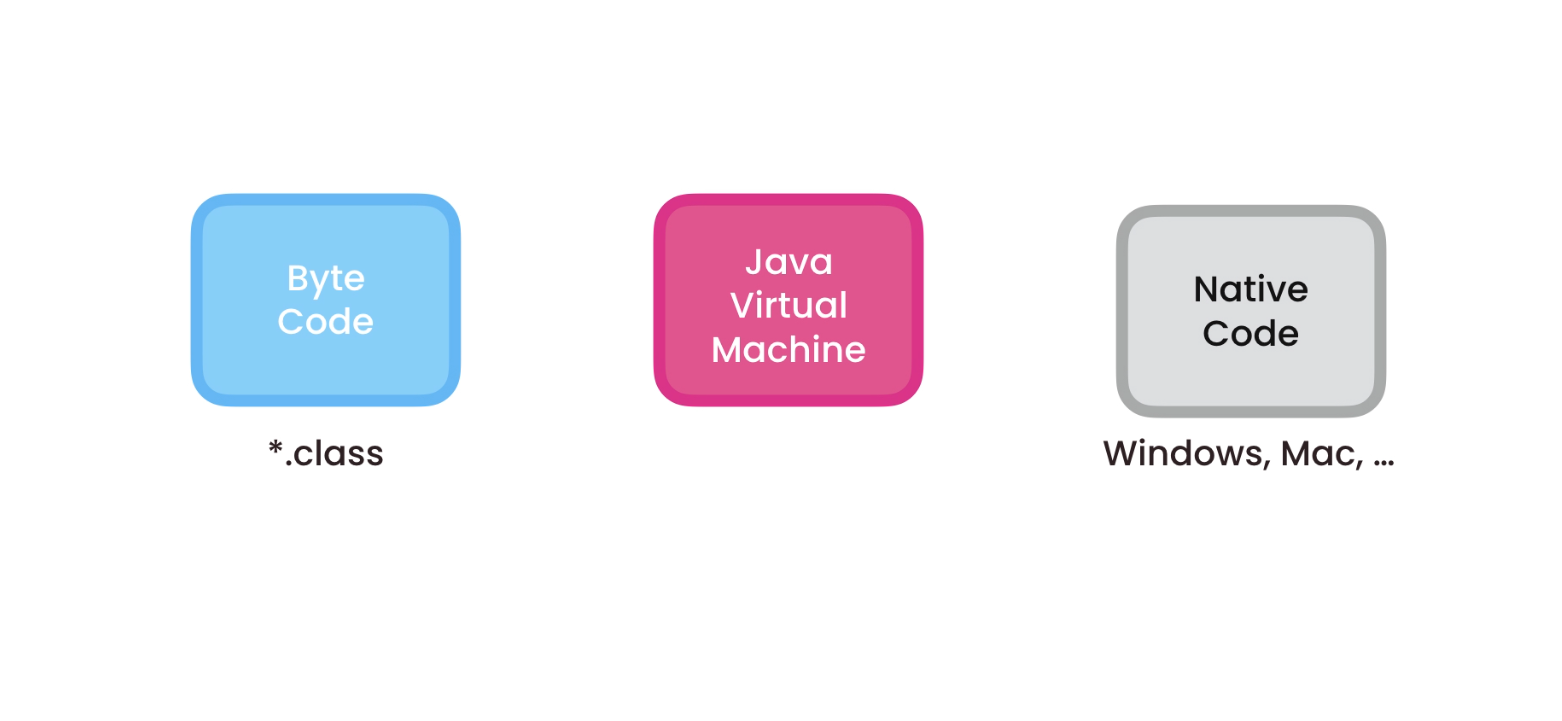 Byte
Code
*.class
Java
Virtual
Machine
Native
Code
Windows, Mac, ...